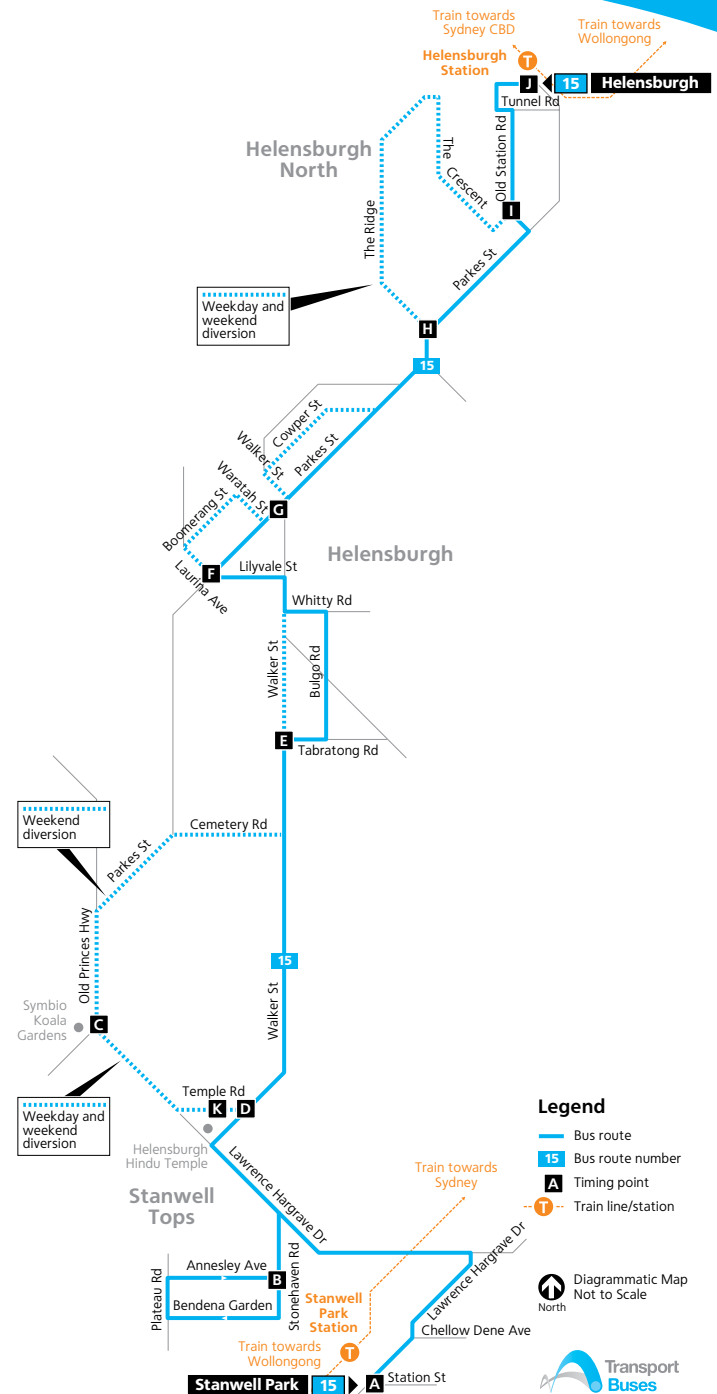 Train towards
Sydney CBD
Train towards
Wollongong
Helensburgh
Station
T
J
15
Helensburgh
Tunnel Rd
Helensburgh
North
The Crescent
Old Station Rd
I
The Ridge
Parkes St
Weekday and
weekend
diversion
H
15
Cowper St
Walker St
Parkes St
Waratah St
Boomerang St
G
Helensburgh
F
Lilyvale St
Laurina Ave
Whitty Rd
Walker St
Bulgo Rd
E
Tabratong Rd
Weekend
diversion
Cemetery Rd
Parkes St
Old Princes Hwy
15
Symbio
Koala
Gardens
C
Walker St
Weekday and
weekend
diversion
Temple Rd
K
D
Helensburgh
Hindu Temple
Lawrence Hargrave Dr
Stanwell
Tops
Train towards
Sydney
Lawrence Hargrave Dr
Annesley Ave
B
Plateau Rd
Bendena Garden
Stonehaven Rd
Stanwell
Park
Station
T
Chellow Dene Ave
Train towards
Wollongong
Stanwell Park
15
A
Station St
Legend
Bus route
15
Bus route number
A
Timing point
T
Train line/station
North
Diagrammatic Map
Not to Scale
Transport
Buses